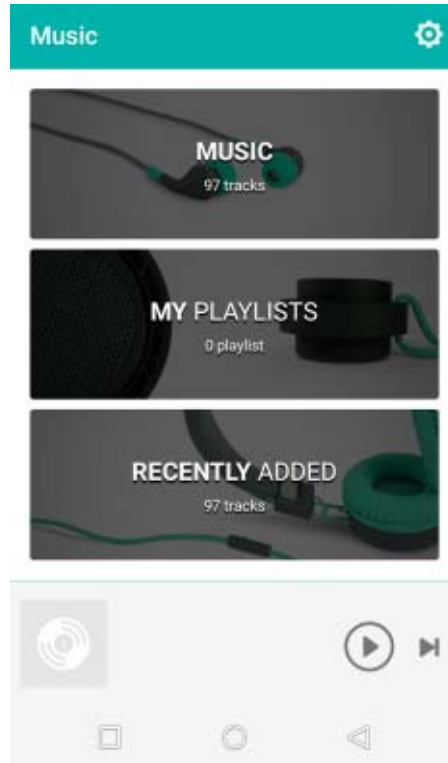 Music
MUSIC
97 tracks
MY PLAYLISTS
0 playlist
RECENTLY ADDED
97 tracks